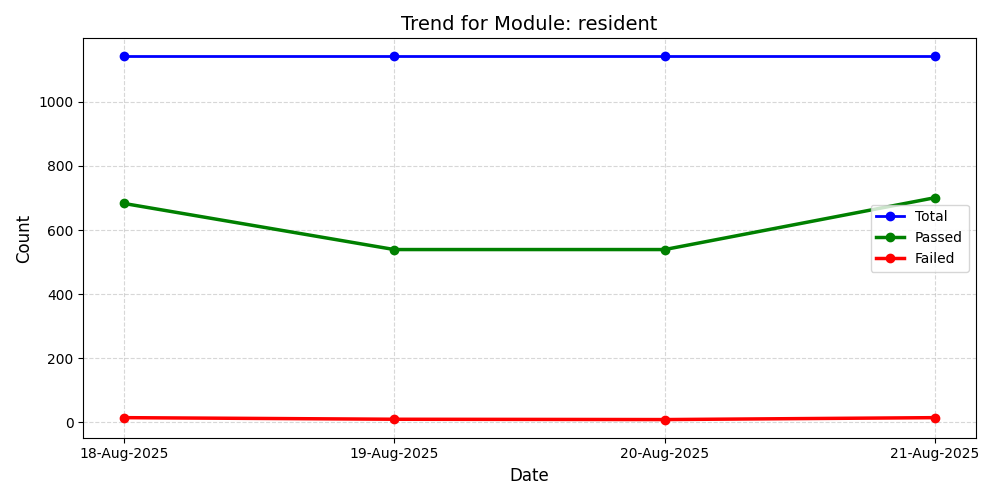 Trend for Module: resident
Count
1000
800
600
400
200
0
Total
Passed
Failed
18-Aug-2025
19-Aug-2025
20-Aug-2025
21-Aug-2025
Date